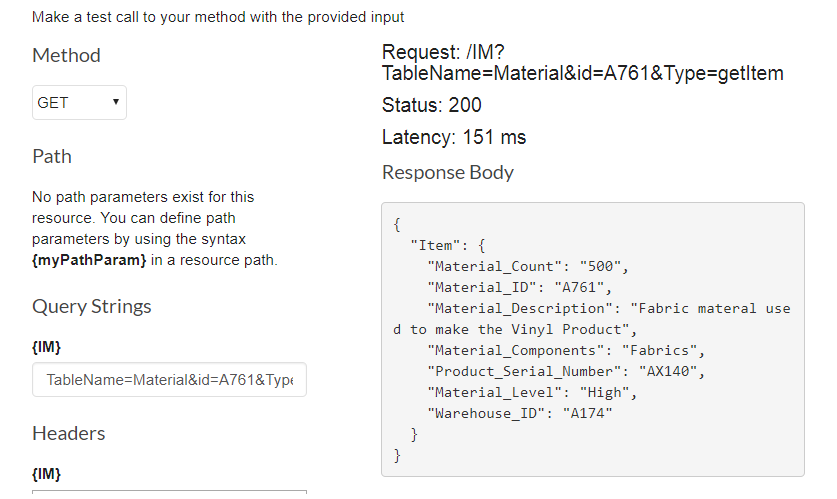 Make a test call to your method with the provided input
Method
GET
Path
No path parameters exist for this
resource. You can define path
parameters by using the syntax
{myPathParam} in a resource path.
Query Strings
{IM}
TableName=Material&id=A761&Type
Headers
{IM}
Request: /IM?
TableName=Material&id=A761&Type=getItem
Status: 200
Latency: 151 ms
Response Body
{
"Item": {
"Material_Count": "500",
"Material_ID": "A761",
"Material_Description": "Fabric materal use
d to make the Vinyl Product",
"Material_Components": "Fabrics",
"Product_Serial_Number": "AX140",
"Material_Level": "High",
"Warehouse_ID": "A174"
}
}